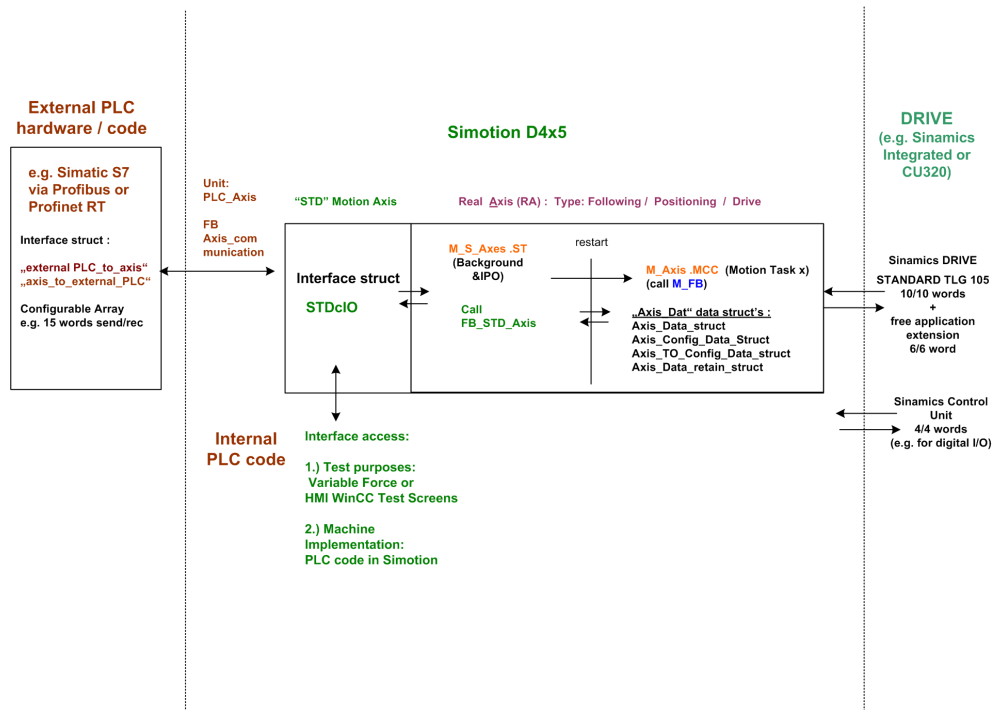 External PLC
hardware / code
e.g. Simatic S7
via Profibus or
Profinet RT
Interface struct :
„external PLC_to_axis“
„axis_to_external_PLC“
Configurable Array
e.g. 15 words send/rec
Unit:
PLC_Axis
FB
Axis_com
munication
Simotion D4x5
“STD” Motion Axis
Real Axis (RA) : Type: Following / Positioning / Drive
Interface struct
STDcIO
M_S_Axes .ST
(Background
&IPO)
Call
FB_STD_Axis
restart
M_Axis .MCC (Motion Task x)
(call M_FB)
„Axis_Dat“ data struct's :
Axis_Data_struct
Axis_Config_Data_Struct
Axis_TO_Config_Data_struct
Axis_Data_retain_struct
Internal
PLC code
Interface access:
1.) Test purposes:
Variable Force or
HMI WinCC Test Screens
2.) Machine
Implementation:
PLC code in Simotion
DRIVE
(e.g. Sinamics
Integrated or
CU320)
Sinamics DRIVE
STANDARD TLG 105
10/10 words
+
free application
extension
6/6 word
Sinamics Control
Unit
4/4 words
(e.g. for digital I/O)